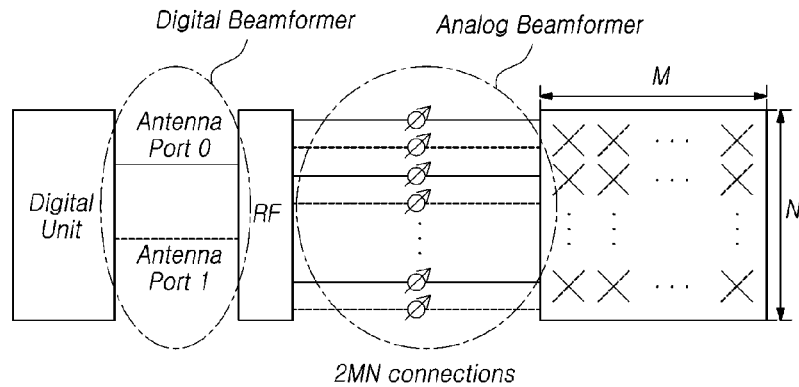 Digital Beamformer
Analog Beamformer
M
Antenna
Port 0
Digital
Unit
RF
N
Antenna
Port 1
2MN connections